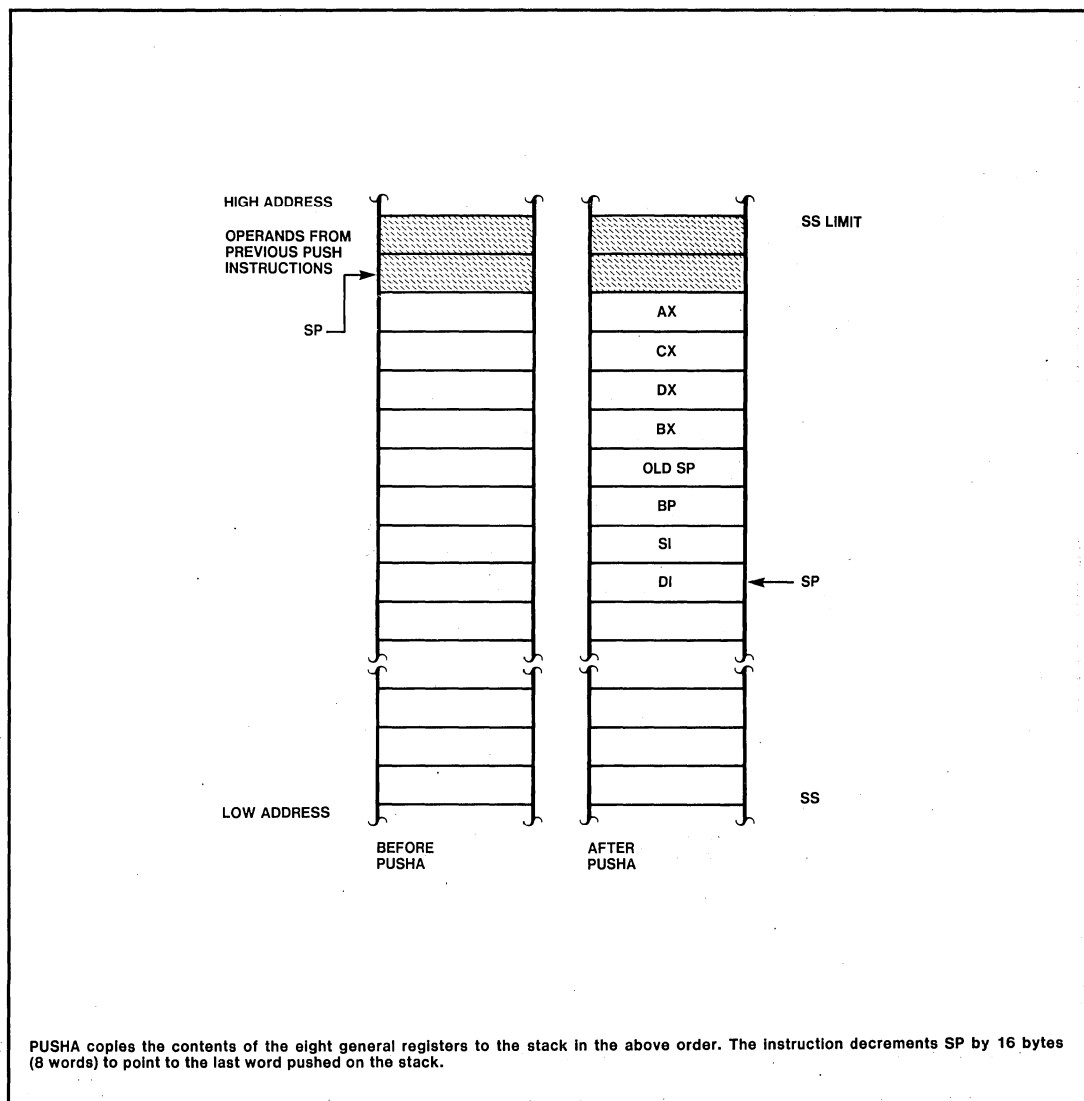 HIGH ADDRESS
SS LIMIT
OPERANDS FROM
PREVIOUS PUSH
INSTRUCTIONS
SP
AX
CX
DX
BX
OLD SP
BP
SI
DI
SP
SS
LOW ADDRESS
BEFORE
PUSHA
AFTER
PUSHA
PUSHA copies the contents of the eight general registers to the stack in the above order. The instruction decrements SP by 16 bytes
(8 words) to point to the last word pushed on the stack.